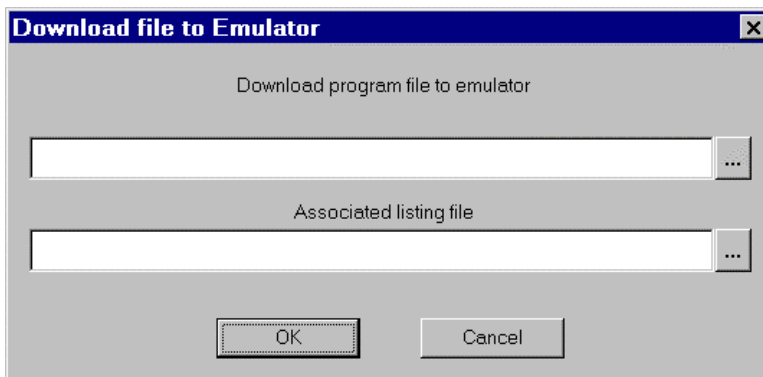 Download file to Emulator
Download program file to emulator
...
Associated listing file
...
OK Cancel